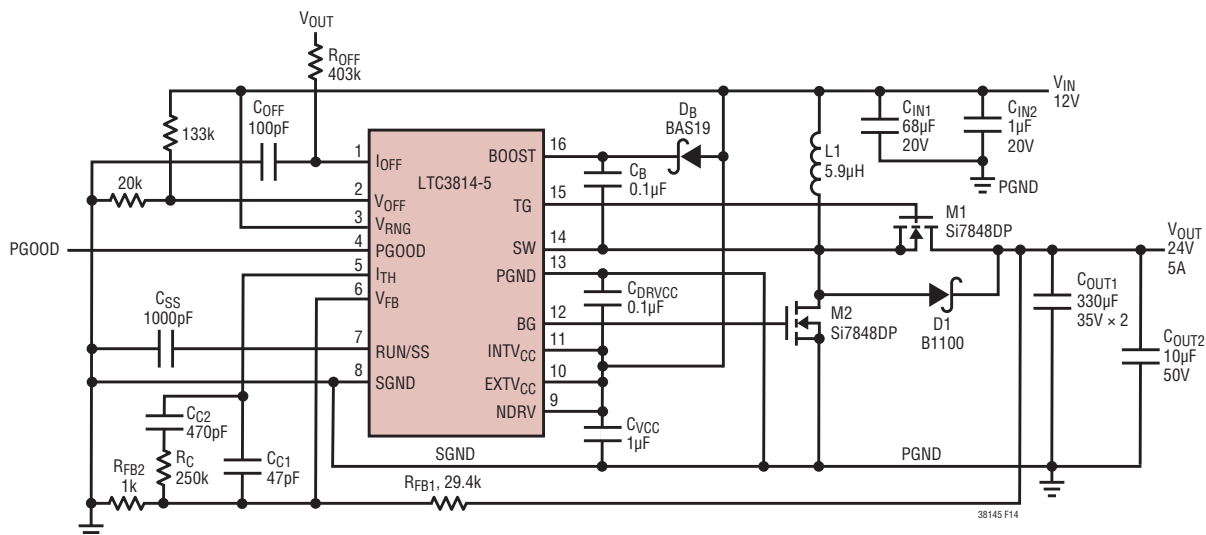 VOUT
ROFF
403k
VIN
12V
COFF
100pF
133k
DB
BAS19
CIN1
68µF
20V
CIN2
1µF
20V
PGND
L1
5.9µH
LTC3814-5
1 IOFF
2 VOFF
3 VRNG
4 PGOOD
5 ITH
6 VFB
7 RUN/SS
8 SGND
BOOST 16
TG 15
SW 14
PGND 13
BG 12
INTVCC 11
EXTVCC 10
NDRV 9
20k
PGOOD
CB
0.1µF
M1
Si7848DP
VOUT
24V
5A
CSS
1000pF
CDRVCC
0.1µF
M2
Si7848DP
D1
B1100
COUT1
330µF
35V × 2
COUT2
10µF
50V
CC2
470pF
CVCC
1µF
RC
250k
CC1
47pF
SGND
PGND
RFB2
1k
RFB1, 29.4k
38145 F14